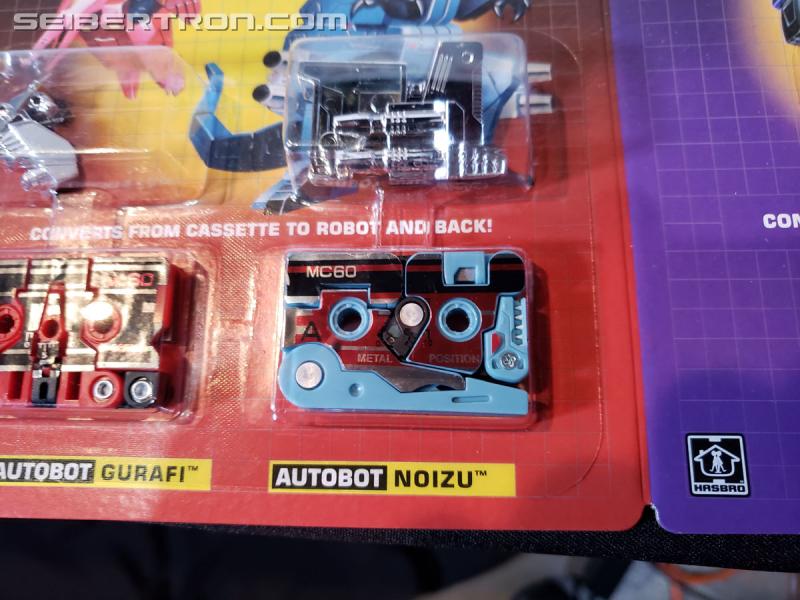 SEIBERTRON.COM
CONVERTS FROM CASSETTE TO ROBOT AND BACK!
CON
MC60
A
METAL POSITION
AUTOBOT GURAFI™
AUTOBOT NOIZU™
HASBRO